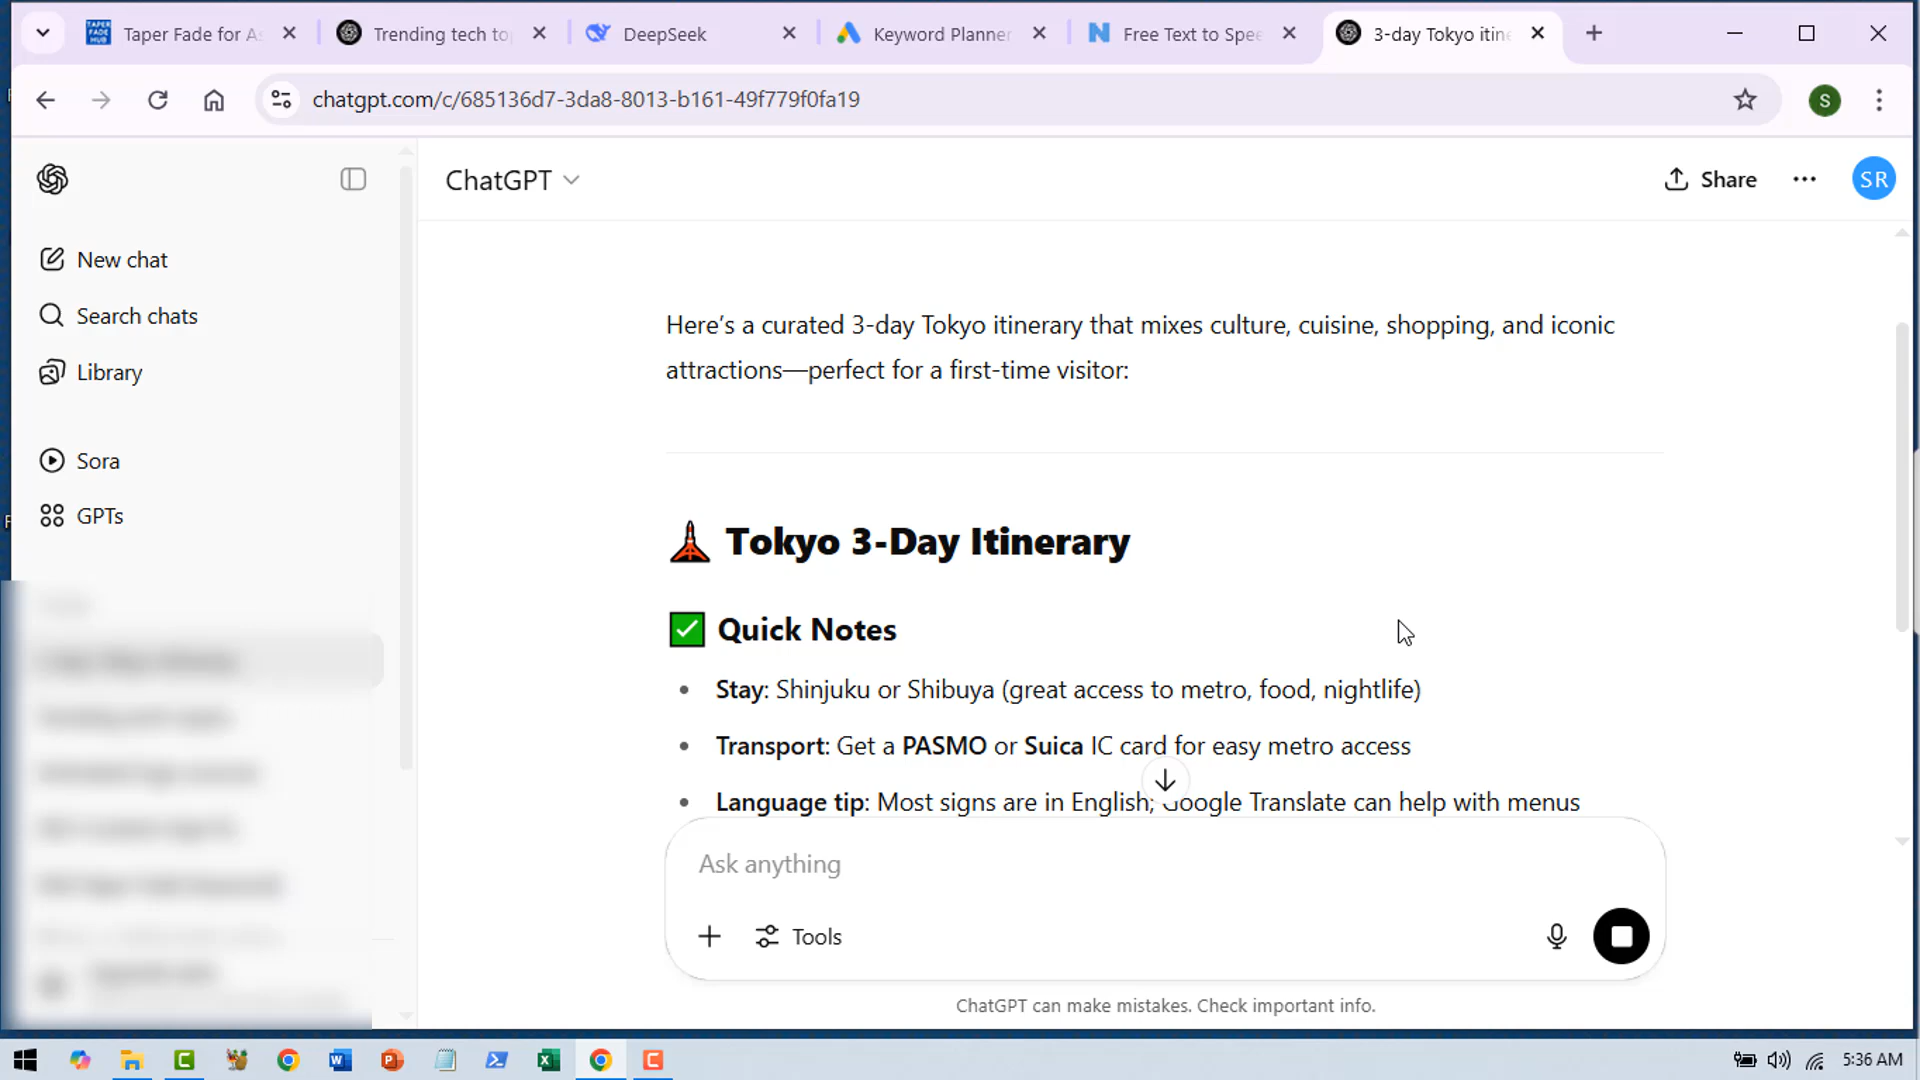 Taper Fade for As
Trending tech to
DeepSeek
Keyword Planner
Free Text to Spee
3-day Tokyo itin
chatgpt.com/c/685136d7-3da8-8013-b161-49f779f0fa19
S
ChatGPT
Share
SR
New chat
Search chats
Library
Sora
GPTs
Here's a curated 3-day Tokyo itinerary that mixes culture, cuisine, shopping, and iconic
attractions—perfect for a first-time visitor:
🗼 Tokyo 3-Day Itinerary
✅ Quick Notes
• Stay: Shinjuku or Shibuya (great access to metro, food, nightlife)
• Transport: Get a PASMO or Suica IC card for easy metro access
• Language tip: Most signs are in English; Google Translate can help with menus
Ask anything
Tools
ChatGPT can make mistakes. Check important info.
5:36 AM